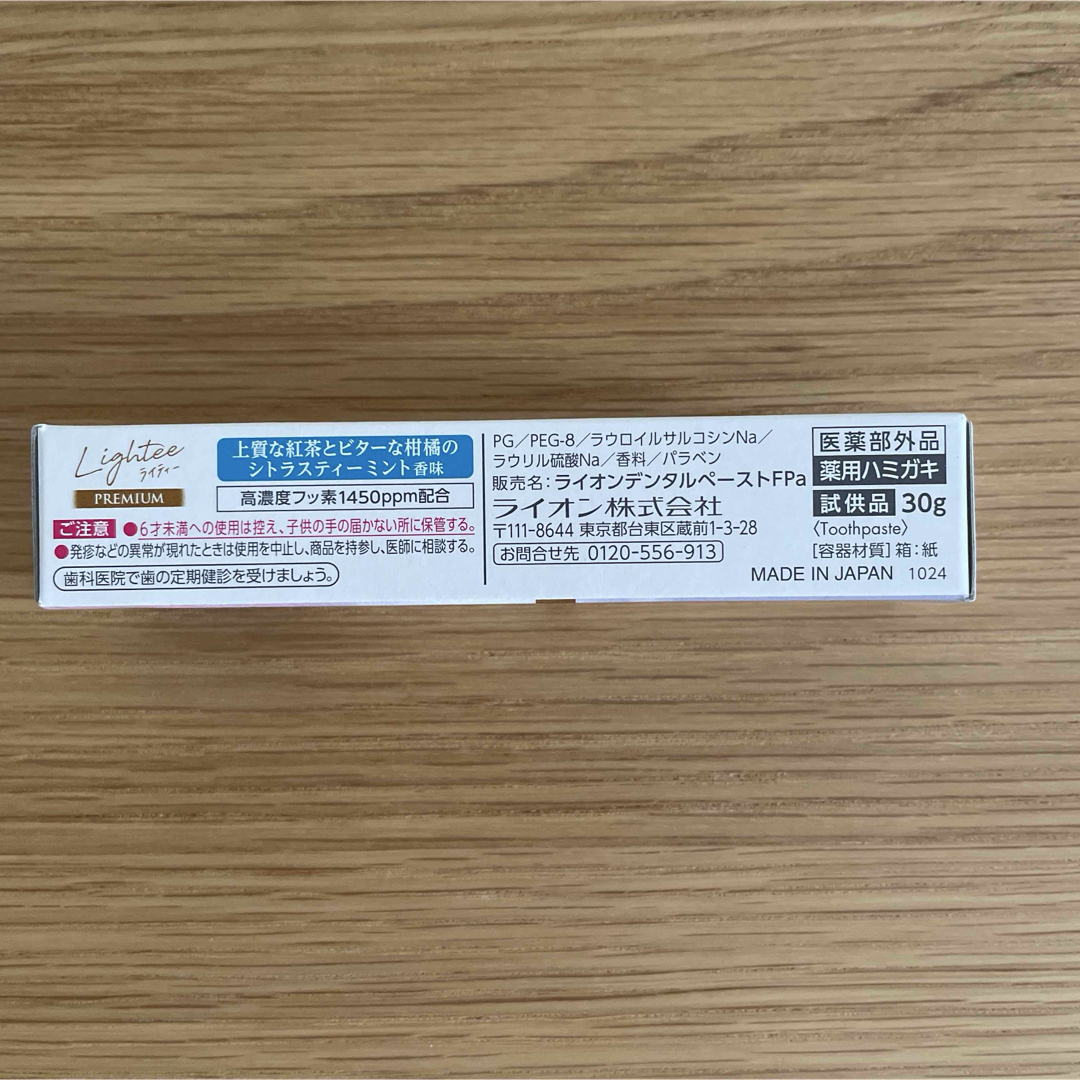 Lightee
ライティー
PREMIUM
上質な紅茶とビターな柑橘の
シトラスティーミント香味
高濃度フッ素1450ppm配合
ご注意 ●6才未満への使用は控え、子供の手の届かない所に保管する。
●発疹などの異常が現れたときは使用を中止し、商品を持参し、医師に相談する。
歯科医院で歯の定期健診を受けましょう。
PG/PEG-8/ラウロイルサルコシンNa/
ラウリル硫酸Na/香料/パラベン
販売名:ライオンデンタルペーストFPa
ライオン株式会社
〒111-8644 東京都台東区蔵前1-3-28
お問合せ先 0120-556-913
医薬部外品
薬用ハミガキ
試供品 30g
〈Toothpaste〉
[容器材質] 箱:紙
MADE IN JAPAN 1024